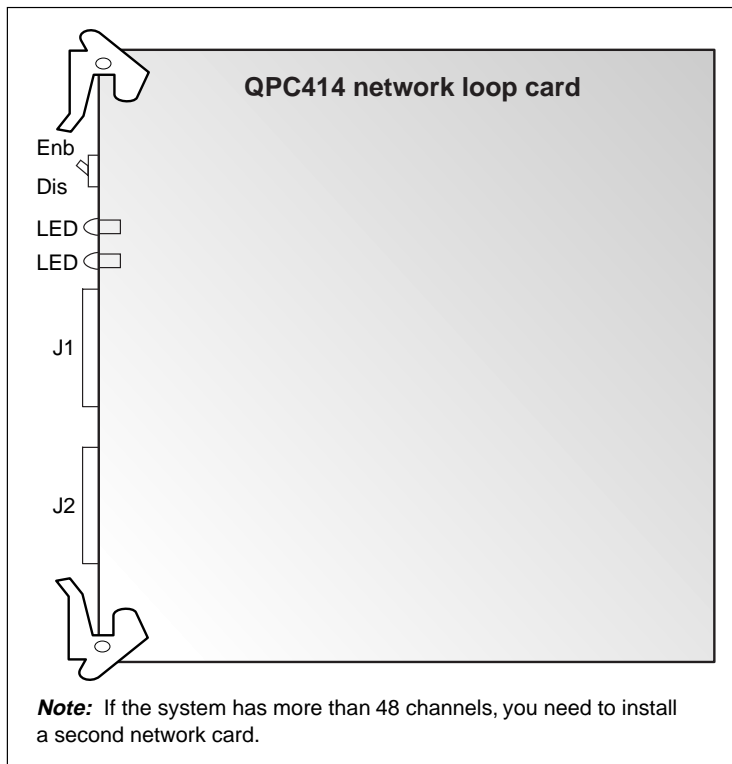 QPC414 network loop card
Enb
Dis
LED
LED
J1
J2
Note: If the system has more than 48 channels, you need to install
a second network card.